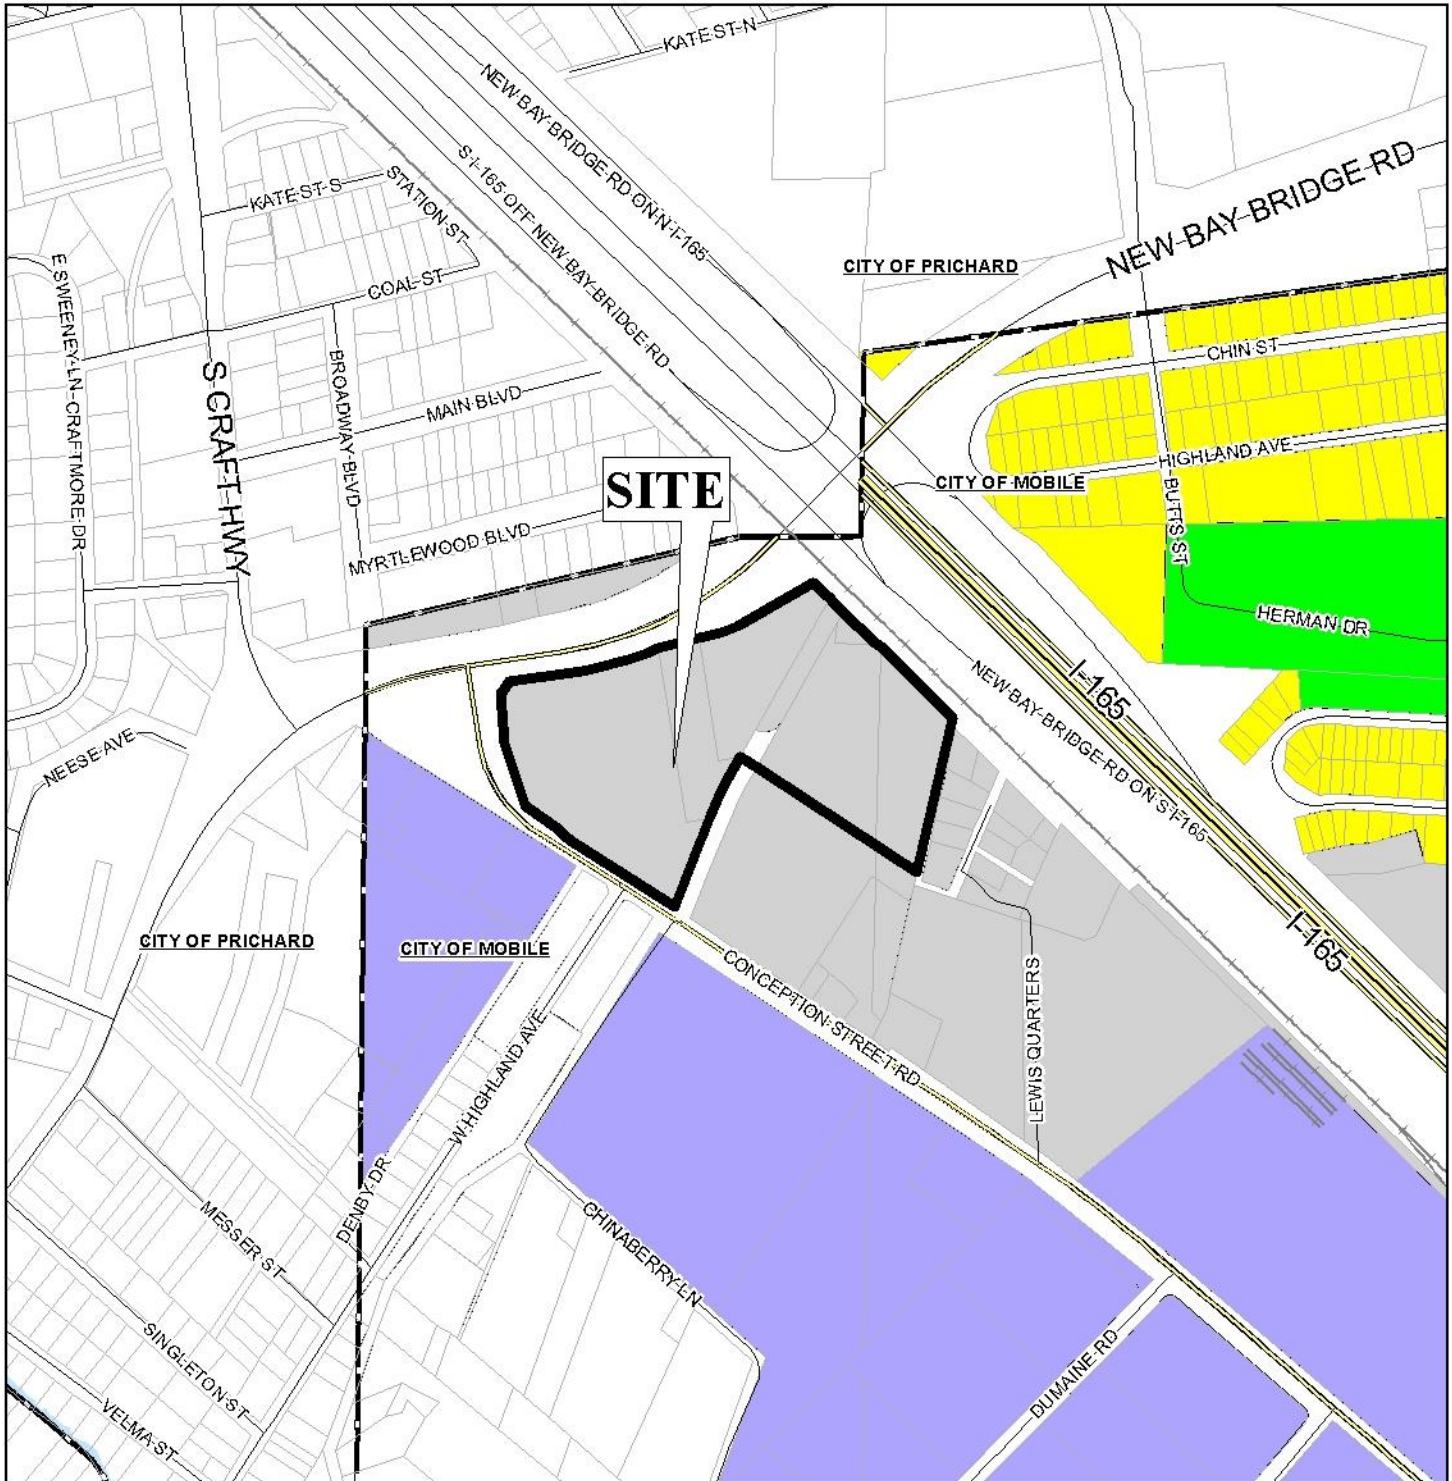 KATE-ST-N
NEW-BAY-BRIDGE-RD-ON-N-I-165
S-I-165-OFF-NEW-BAY-BRIDGE-RD
STATION-ST
KATE-ST-S
COAL-ST
E SWEENEY-LN-CRAFTMORE-DR
S-CRAFT-HWY
BROADWAY-BLVD
MAIN BLVD
MYRTLEWOOD BLVD
CITY OF PRICHARD
NEW-BAY-BRIDGE-RD
CHIN ST
HIGHLAND AVE
BUTTS-ST
CITY OF MOBILE
HERMAN DR
SITE
I-165
NEW-BAY-BRIDGE-RD-ON-S-I-165
I-165
NEESE-AVE
CITY OF PRICHARD
CITY OF MOBILE
CONCEPTION-STREET-RD
LEWIS-QUARTERS
W-HIGHLAND-AVE
DENBY-DR
MESSER-ST
SINGLETON-ST
VELMA-ST
CHINABERRY-LN
DUMAINE-RD